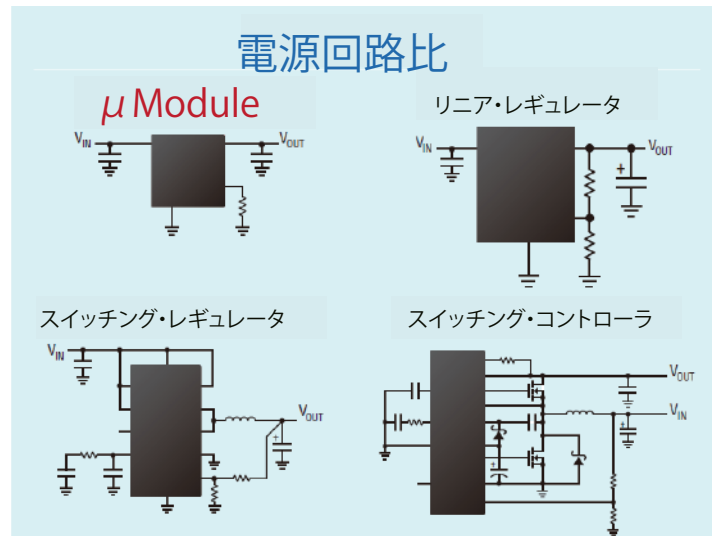 電源回路比
μModule
リニア・レギュレータ
VIN
VOUT
VIN
VOUT
+
スイッチング・レギュレータ
スイッチング・コントローラ
VIN
VOUT
+
VOUT
VIN
+
+